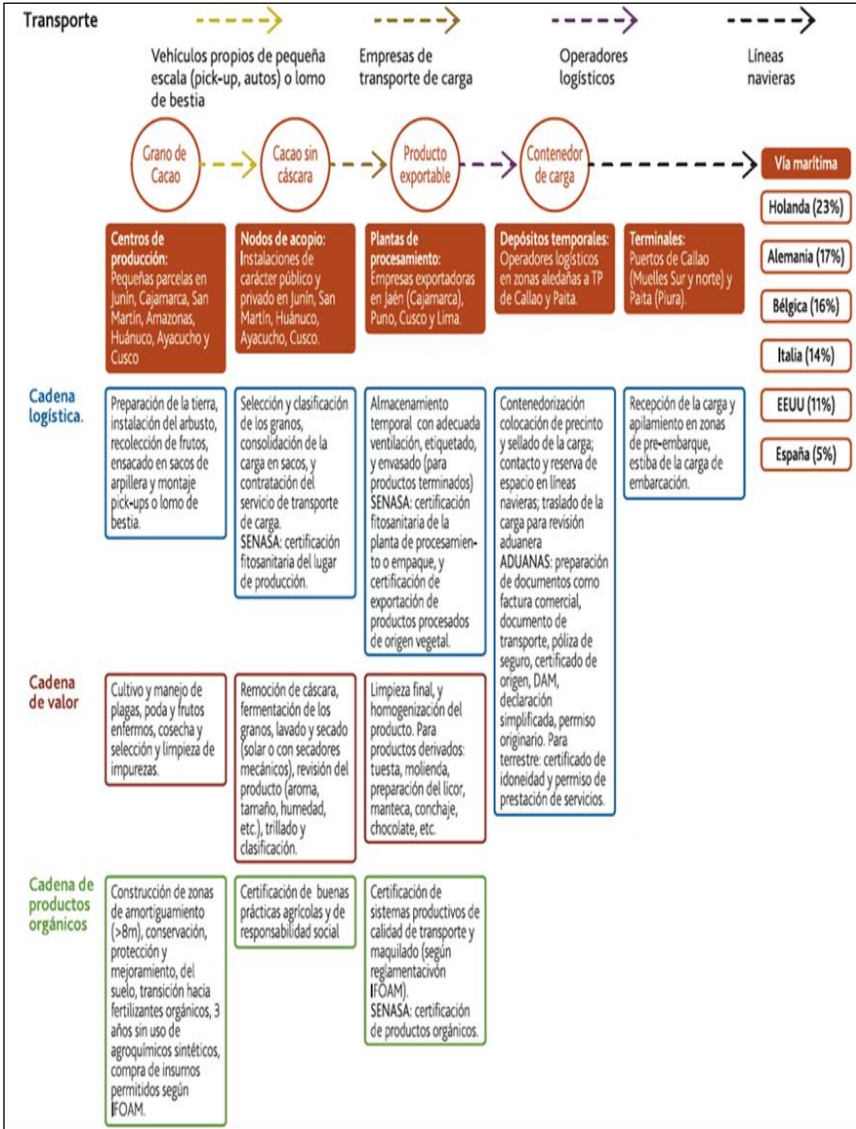 Transporte
Vehículos propios de pequeña
escala (pick-up, autos) o lomo
de bestia
Empresas de
transporte de carga
Operadores
logísticos
Líneas
navieras
Grano de
Cacao
Cacao sin
cáscara
Producto
exportable
Contenedor
de carga
Vía marítima
Holanda (23%)
Alemania (17%)
Bélgica (16%)
Italia (14%)
EEUU (11%)
España (5%)
Centros de
producción:
Pequeñas parcelas en
Junín, Cajamarca, San
Martín, Amazonas,
Huánuco, Ayacucho y
Cusco
Nodos de acopio:
Instalaciones de
carácter público y
privado en Junín, San
Martín, Huánuco,
Ayacucho, Cusco.
Plantas de
procesamiento:
Empresas exportadoras
en Jaén (Cajamarca),
Puno, Cusco y Lima.
Depósitos temporales:
Operadores logísticos
en zonas aledañas a TP
de Callao y Paita.
Terminales:
Puertos de Callao
(Muelles Sur y norte) y
Paita (Piura).
Cadena
logística.
Preparación de la tierra,
instalación del arbusto,
recolección de frutos,
ensacado en sacos de
arpillera y montaje
pick-ups o lomo de
bestia.
Selección y clasificación
de los granos,
consolidación de la
carga en sacos, y
contratación del
servicio de transporte
de carga.
SENASA: certificación
fitosanitaria del lugar
de producción.
Almacenamiento
temporal con adecuada
ventilación, etiquetado,
y envasado (para
productos terminados)
SENASA: certificación
fitosanitaria de la
planta de procesamien-
to o empaque, y
certificación de
exportación de
productos procesados
de origen vegetal.
Contenedorización
colocación de precinto
y sellado de la carga;
contacto y reserva de
espacio en líneas
navieras; traslado de la
carga para revisión
aduanera
ADUANAS: preparación
de documentos como
factura comercial,
documento de
transporte, póliza de
seguro, certificado de
origen, DAM,
declaración
simplificada, permiso
originario. Para
terrestre: certificado de
idoneidad y permiso de
prestación de servicios.
Recepción de la carga y
apilamiento en zonas
de pre-embarque,
estiba de la carga de
embarcación.
Cadena
de valor
Cultivo y manejo de
plagas, poda y frutos
enfermos, cosecha y
selección y limpieza de
impurezas.
Remoción de cáscara,
fermentación de los
granos, lavado y secado
(solar o con secadores
mecánicos), revisión del
producto (aroma,
tamaño, humedad,
etc.), trillado y
clasificación.
Limpieza final, y
homogenización del
producto. Para
productos derivados:
tuesta, molienda,
preparación del licor,
manteca, conchaje,
chocolate, etc.
Cadena de
productos
orgánicos
Construcción de zonas
de amortiguamiento
(>8m), conservación,
protección y
mejoramiento, del
suelo, transición hacia
fertilizantes orgánicos, 3
años sin uso de
agroquímicos sintéticos,
compra de insumos
permitidos según
IFOAM.
Certificación de buenas
prácticas agrícolas y de
responsabilidad social
Certificación de
sistemas productivos de
calidad de transporte y
maquilado (según
reglamentacivón
IFOAM).
SENASA: certificación
de productos orgánicos.